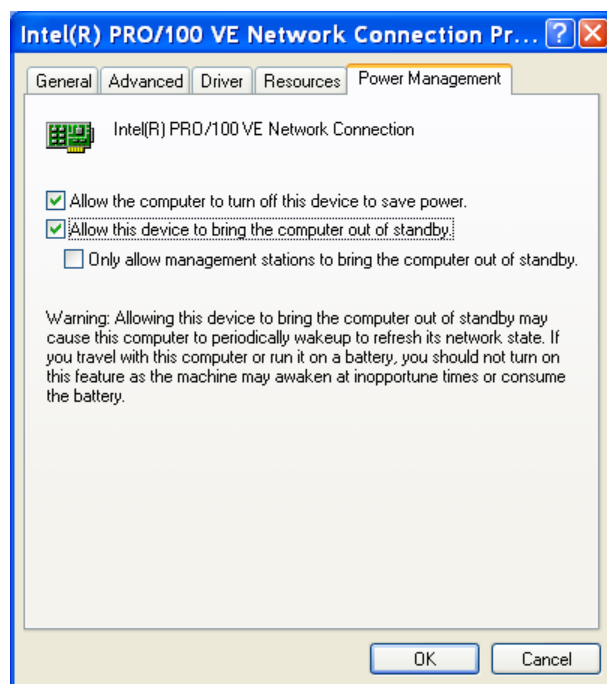 Intel(R) PRO/100 VE Network Connection Pr...
General Advanced Driver Resources Power Management
Intel(R) PRO/100 VE Network Connection
Allow the computer to turn off this device to save power.
Allow this device to bring the computer out of standby.
Only allow management stations to bring the computer out of standby.
Warning: Allowing this device to bring the computer out of standby may
cause this computer to periodically wakeup to refresh its network state. If
you travel with this computer or run it on a battery, you should not turn on
this feature as the machine may awaken at inopportune times or consume
the battery.
OK Cancel